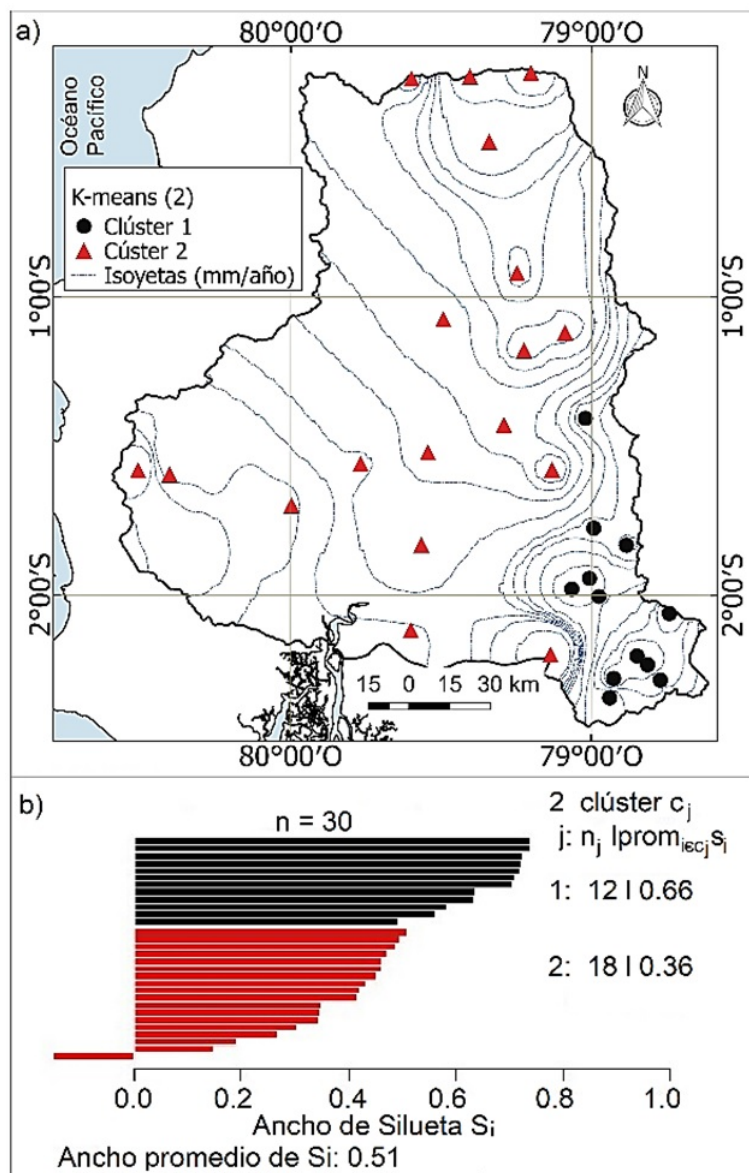 a)
80°00′O 79°00′O
Océano
Pacífico
N
K-means (2)
Clúster 1
Cúster 2
Isoyetas (mm/año)
1°00′S 1°00′S
2°00′S 2°00′S
15 0 15 30 km
80°00′O 79°00′O
b)
n = 30
2 clúster cj
j: nj lpromiεcjsi
1: 12 l 0.66
2: 18 l 0.36
0.0 0.2 0.4 0.6 0.8 1.0
Ancho de Silueta Si
Ancho promedio de Si: 0.51